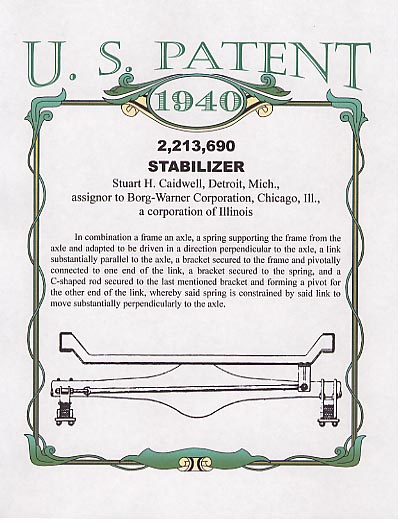 U. S. PATENT
1940
2,213,690
STABILIZER
Stuart H. Caidwell, Detroit, Mich.,
assignor to Borg-Warner Corporation, Chicago, Ill.,
a corporation of Illinois
In combination a frame an axle, a spring supporting the frame from the
axle and adapted to be driven in a direction perpendicular to the axle, a link
substantially parallel to the axle, a bracket secured to the frame and pivotally
connected to one end of the link, a bracket secured to the spring, and a
C-shaped rod secured to the last mentioned bracket and forming a pivot for
the other end of the link, whereby said spring is constrained by said link to
move substantially perpendicularly to the axle.